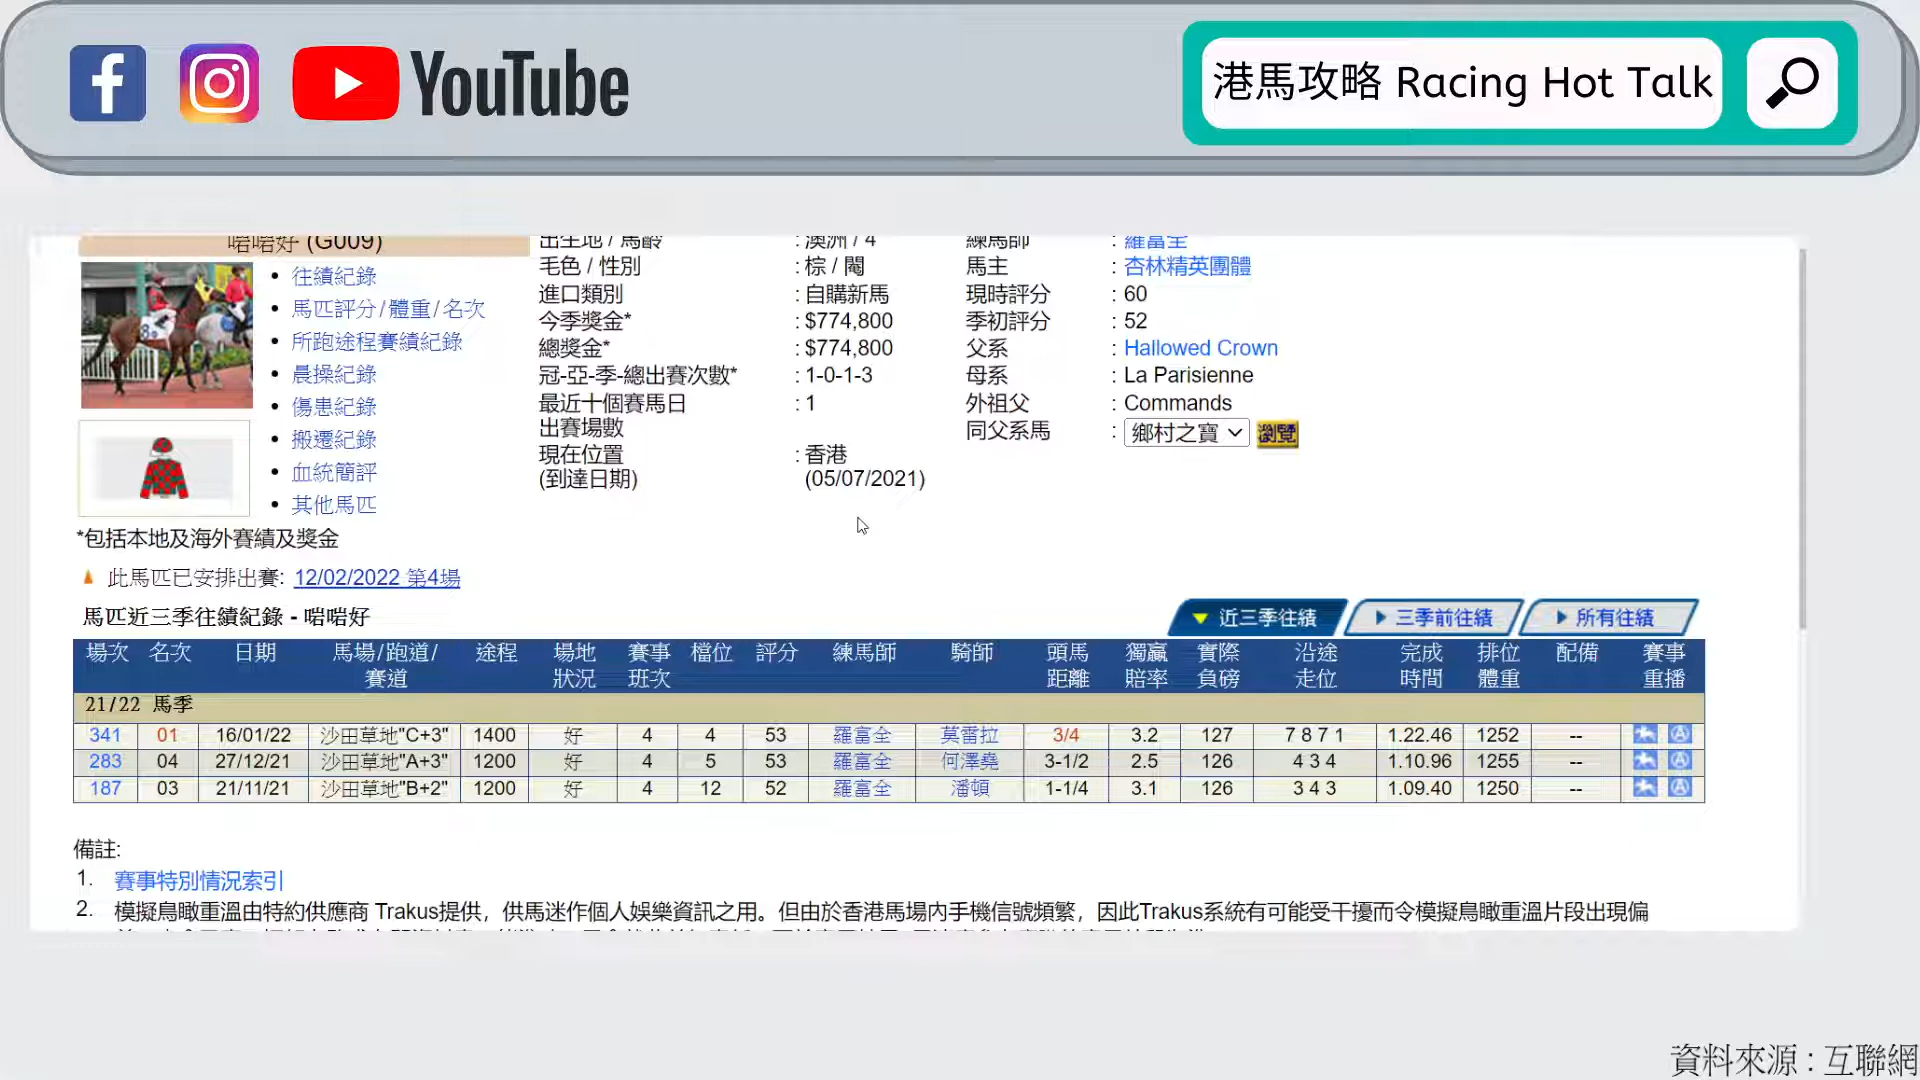 YouTube
港馬攻略 Racing Hot Talk
啱啱好 (G009)
往績紀錄
馬匹評分/體重/名次
所跑途程賽績紀錄
晨操紀錄
傷患紀錄
搬遷紀錄
血統簡評
其他馬匹
出生地 / 馬齡 : 澳洲 / 4
毛色 / 性別 : 棕 / 閹
進口類別 : 自購新馬
今季獎金* : $774,800
總獎金* : $774,800
冠-亞-季-總出賽次數* : 1-0-1-3
最近十個賽馬日 : 1
出賽場數
現在位置 : 香港
(到達日期) (05/07/2021)
練馬師 : 羅富全
馬主 : 杏林精英團體
現時評分 : 60
季初評分 : 52
父系 : Hallowed Crown
母系 : La Parisienne
外祖父 : Commands
同父系馬 : 鄉村之寶 瀏覽
*包括本地及海外賽績及獎金
此馬匹已安排出賽: 12/02/2022 第4場
馬匹近三季往績紀錄 - 啱啱好
近三季往績 三季前往績 所有往績
場次 名次 日期 馬場/跑道/ 途程 場地 賽事 檔位 評分 練馬師 騎師 頭馬 獨贏 實際 沿途 完成 排位 配備 賽事
賽道 狀況 班次 距離 賠率 負磅 走位 時間 體重 重播
21/22 馬季
341 01 16/01/22 沙田草地"C+3" 1400 好 4 4 53 羅富全 莫雷拉 3/4 3.2 127 7 8 7 1 1.22.46 1252 --
283 04 27/12/21 沙田草地"A+3" 1200 好 4 5 53 羅富全 何澤堯 3-1/2 2.5 126 4 3 4 1.10.96 1255 --
187 03 21/11/21 沙田草地"B+2" 1200 好 4 12 52 羅富全 潘頓 1-1/4 3.1 126 3 4 3 1.09.40 1250 --
備註:
1. 賽事特別情況索引
2. 模擬鳥瞰重溫由特約供應商 Trakus提供，供馬迷作個人娛樂資訊之用。但由於香港馬場內手機信號頻繁，因此Trakus系統有可能受干擾而令模擬鳥瞰重溫片段出現偏
資料來源 : 互聯網